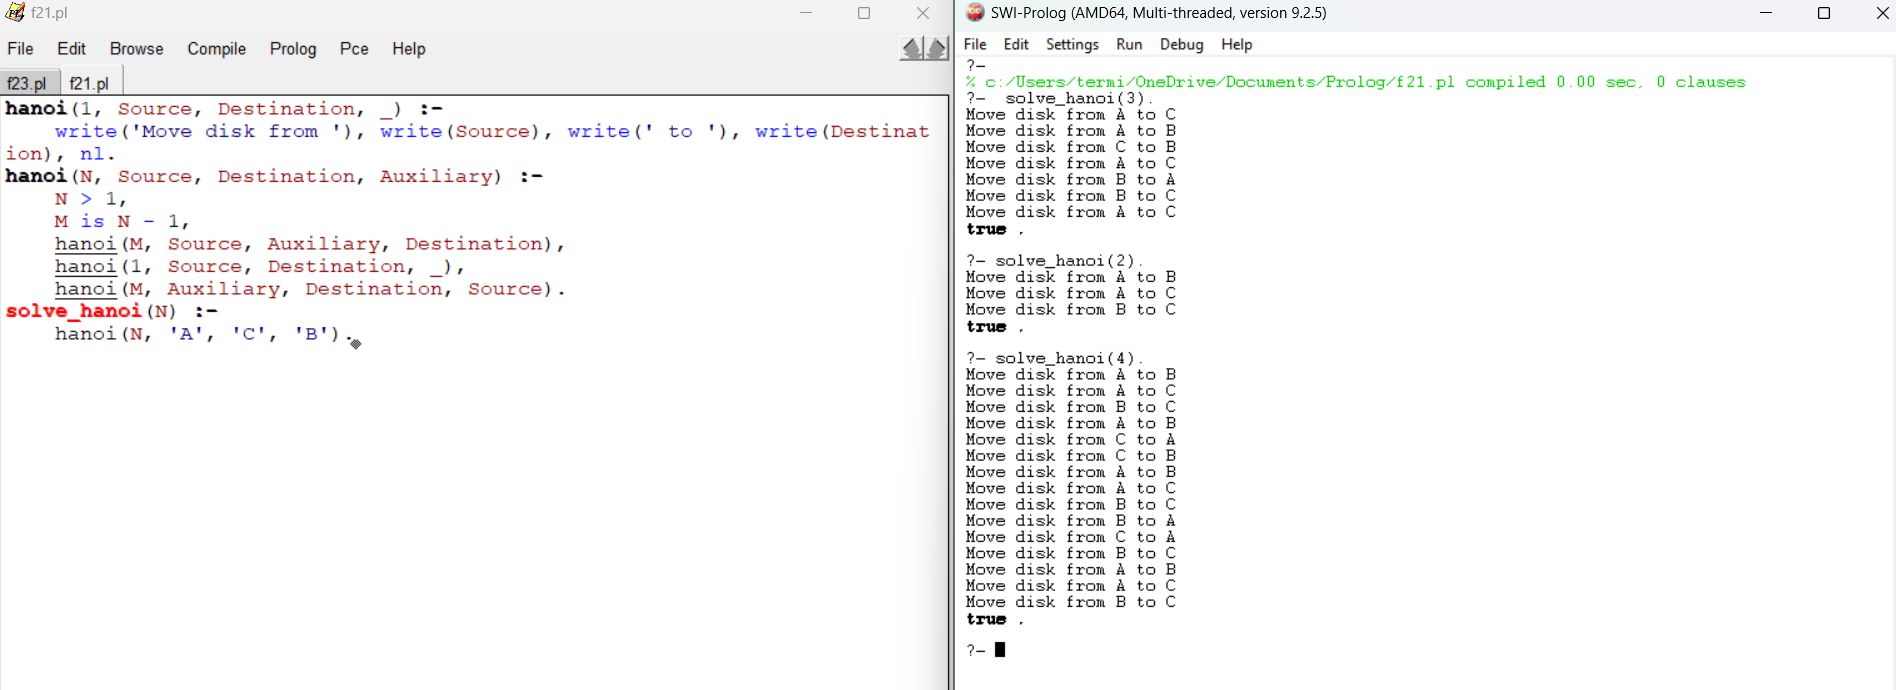 f21.pl
File Edit Browse Compile Prolog Pce Help
f23.pl f21.pl
hanoi(1, Source, Destination, _) :-
    write('Move disk from '), write(Source), write(' to '), write(Destinat
ion), nl.
hanoi(N, Source, Destination, Auxiliary) :-
    N > 1,
    M is N - 1,
    hanoi(M, Source, Auxiliary, Destination),
    hanoi(1, Source, Destination, _),
    hanoi(M, Auxiliary, Destination, Source).
solve_hanoi(N) :-
    hanoi(N, 'A', 'C', 'B').
SWI-Prolog (AMD64, Multi-threaded, version 9.2.5)
File Edit Settings Run Debug Help
?-
% c:/Users/termi/OneDrive/Documents/Prolog/f21.pl compiled 0.00 sec, 0 clauses
?-  solve_hanoi(3).
Move disk from A to C
Move disk from A to B
Move disk from C to B
Move disk from A to C
Move disk from B to A
Move disk from B to C
Move disk from A to C
true .
?- solve_hanoi(2).
Move disk from A to B
Move disk from A to C
Move disk from B to C
true .
?- solve_hanoi(4).
Move disk from A to B
Move disk from A to C
Move disk from B to C
Move disk from A to B
Move disk from C to A
Move disk from C to B
Move disk from A to B
Move disk from A to C
Move disk from B to C
Move disk from B to A
Move disk from C to A
Move disk from B to C
Move disk from A to B
Move disk from A to C
Move disk from B to C
true .
?-